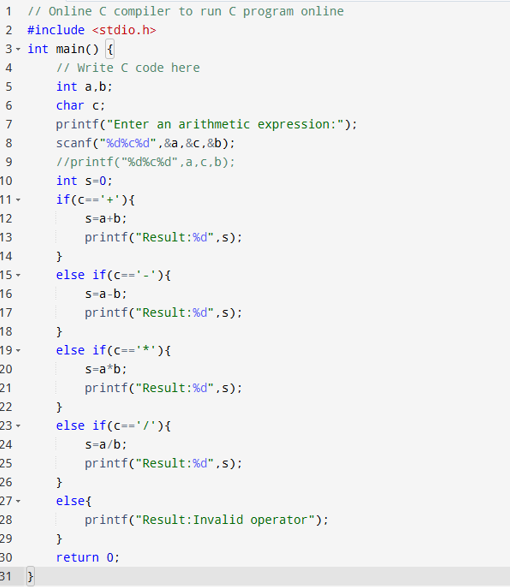 1 // Online C compiler to run C program online
2 #include <stdio.h>
3 int main() {
4 // Write C code here
5 int a,b;
6 char c;
7 printf("Enter an arithmetic expression:");
8 scanf("%d%c%d",&a,&c,&b);
9 //printf("%d%c%d",a,c,b);
10 int s=0;
11 if(c=='+'){
12 s=a+b;
13 printf("Result:%d",s);
14 }
15 else if(c=='-'){
16 s=a-b;
17 printf("Result:%d",s);
18 }
19 else if(c=='*'){
20 s=a*b;
21 printf("Result:%d",s);
22 }
23 else if(c=='/'){
24 s=a/b;
25 printf("Result:%d",s);
26 }
27 else{
28 printf("Result:Invalid operator");
29 }
30 return 0;
31 }